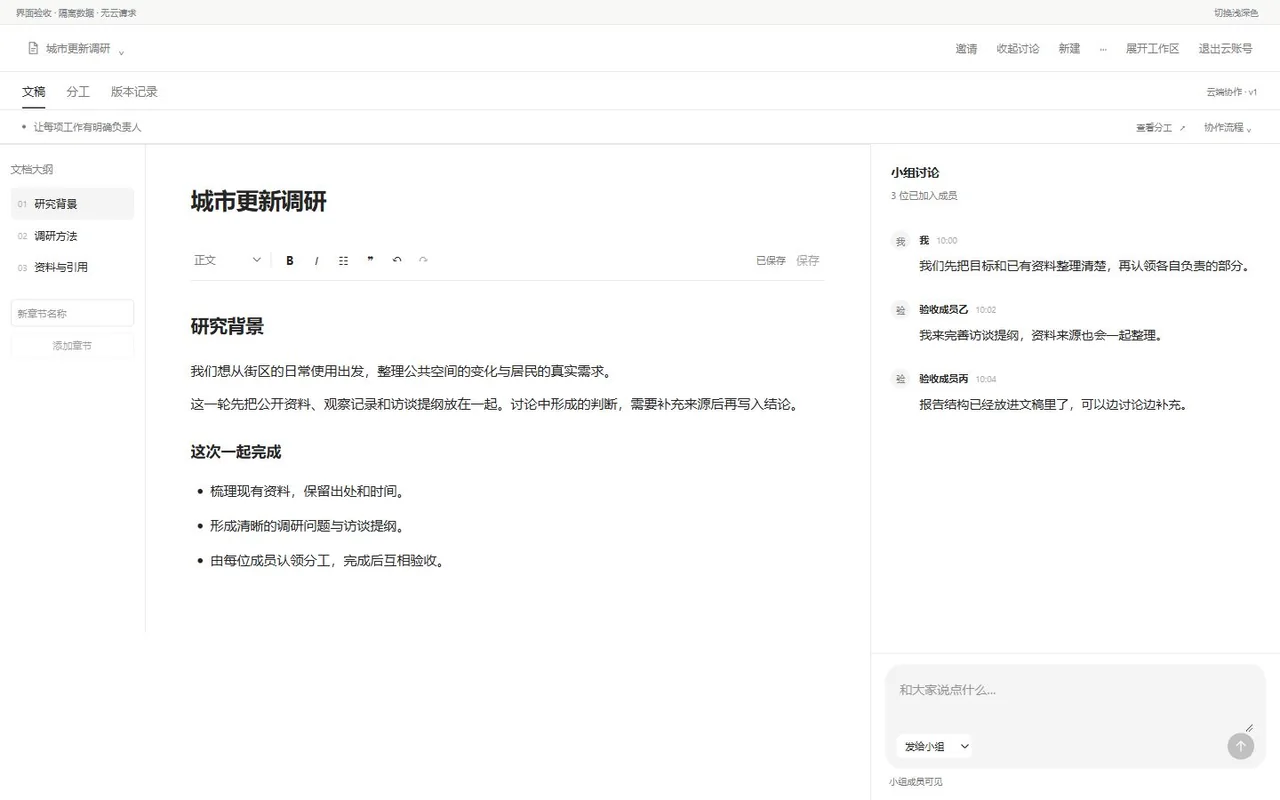 界面验收 · 隔离数据 · 无云请求
切换浅深色
城市更新调研
邀请 收起讨论 新建 ... 展开工作区 退出云账号
文稿 分工 版本记录
云端协作 · v1
• 让每项工作有明确负责人
查看分工 ↗ 协作流程
文档大纲
01 研究背景
02 调研方法
03 资料与引用
新章节名称
添加章节
城市更新调研
正文 B I ❞
已保存 保存
研究背景
我们想从街区的日常使用出发，整理公共空间的变化与居民的真实需求。
这一轮先把公开资料、观察记录和访谈提纲放在一起。讨论中形成的判断，需要补充来源后再写入结论。
这次一起完成
• 梳理现有资料，保留出处和时间。
• 形成清晰的调研问题与访谈提纲。
• 由每位成员认领分工，完成后互相验收。
小组讨论
3 位已加入成员
我 我 10:00
我们先把目标和已有资料整理清楚，再认领各自负责的部分。
验 验收成员乙 10:02
我来完善访谈提纲，资料来源也会一起整理。
验 验收成员丙 10:04
报告结构已经放进文稿里了，可以边讨论边补充。
和大家说点什么...
发给小组
小组成员可见